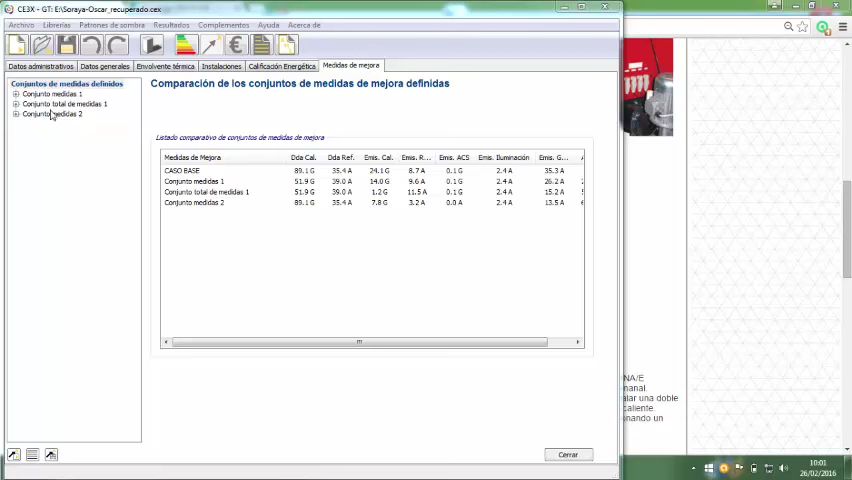 CE3X - GT: E:\Soraya-Oscar_recuperado.cex
Archivo Librerías Patrones de sombra Resultados Complementos Ayuda Acerca de
Datos administrativos Datos generales Envolvente térmica Instalaciones Calificación Energética Medidas de mejora
Conjuntos de medidas definidos
Conjunto medidas 1
Conjunto total de medidas 1
Conjunto medidas 2
Comparación de los conjuntos de medidas de mejora definidas
Listado comparativo de conjuntos de medidas de mejora
Medidas de Mejora Dda Cal. Dda Ref. Emis. Cal. Emis. R... Emis. ACS Emis. Iluminación Emis. G...
CASO BASE 89.1 G 35.4 A 24.1 G 8.7 A 0.1 G 2.4 A 35.3 A
Conjunto medidas 1 51.9 G 39.0 A 14.0 G 9.6 A 0.1 G 2.4 A 26.2 A
Conjunto total de medidas 1 51.9 G 39.0 A 1.2 G 11.5 A 0.1 G 2.4 A 15.2 A
Conjunto medidas 2 89.1 G 35.4 A 7.8 G 3.2 A 0.0 A 2.4 A 13.5 A
Cerrar
NA/E
manal.
alar una doble
caliente.
onando un
10:01
26/02/2016